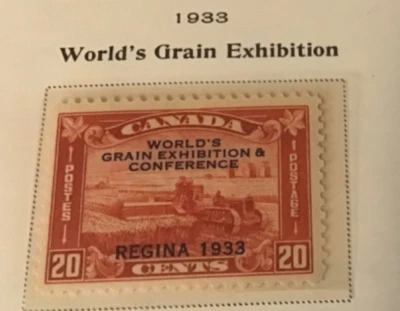 1933
World's Grain Exhibition
CANADA
WORLD'S
GRAIN EXHIBITION &
CONFERENCE
POSTES
POSTAGE
REGINA 1933
20 CENTS 20